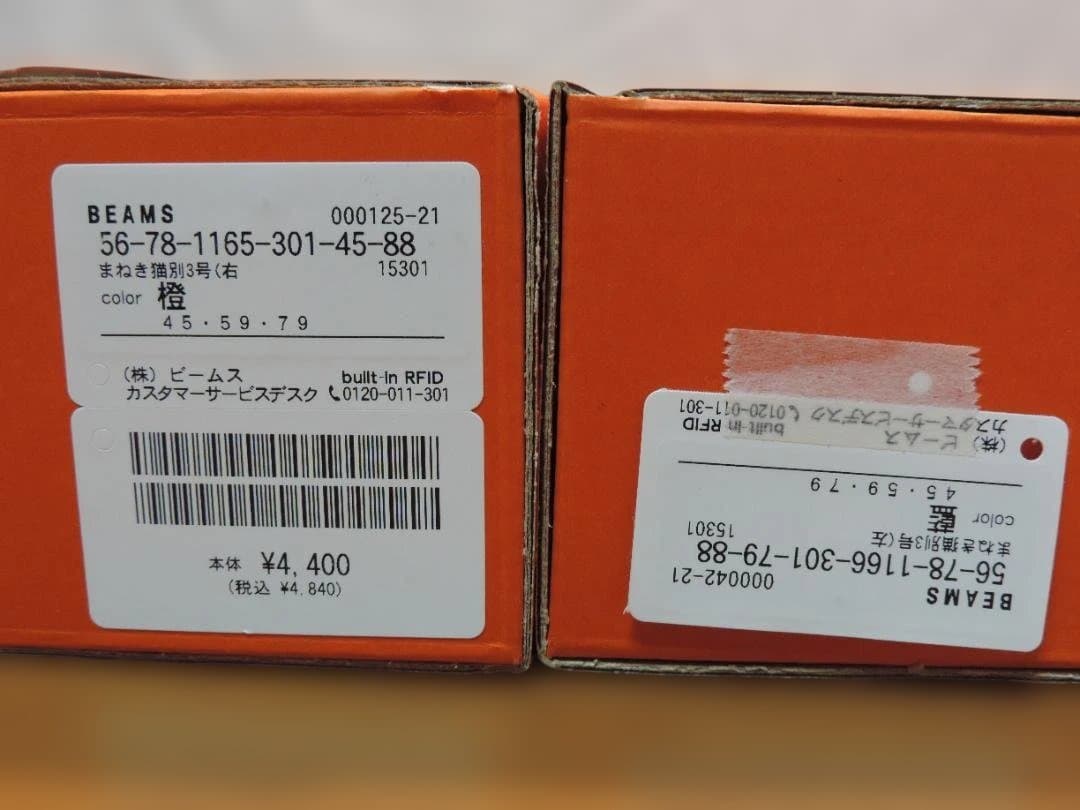 BEAMS 000125-21
56-78-1165-301-45-88
まねき猫別3号(右 15301
color 橙
45・59・79
(株) ビームス built-in RFID
カスタマーサービスデスク 0120-011-301
本体 ¥4,400
(税込 ¥4,840)
BEAMS 000042-21
56-78-1166-301-79-88
まねき猫別3号(左 15301
color 藍
45・59・79
(株) ビームス built-in RFID
カスタマーサービスデスク 0120-011-301